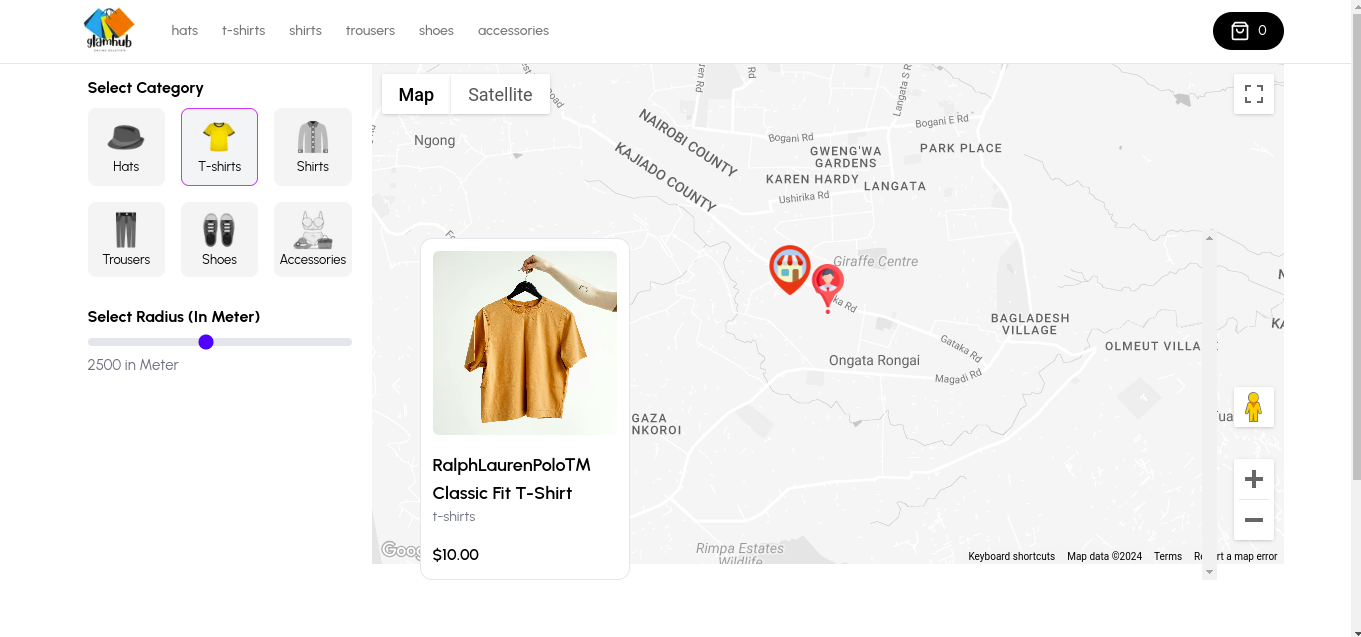 glamhub
hats
t-shirts
shirts
trousers
shoes
accessories
0
Select Category
Hats
T-shirts
Shirts
Trousers
Shoes
Accessories
Select Radius (In Meter)
2500 in Meter
Map
Satellite
Road
Langata S R
Ngong
NAIROBI COUNTY
KAJIADO COUNTY
Bogani Rd
Bogani E Rd
GWENG'WA
GARDENS
PARK PLACE
KAREN HARDY
LANGATA
Ushirika Rd
Giraffe Centre
BAGLADESH
VILLAGE
Gataka Rd
OLMEUT VILLA
Ongata Rongai
Magadi Rd
GAZA
NKOROI
Rimpa Estates
Wildlife
RalphLaurenPoloTM
Classic Fit T-Shirt
t-shirts
$10.00
Goog
Keyboard shortcuts
Map data ©2024
Terms
rt a map error